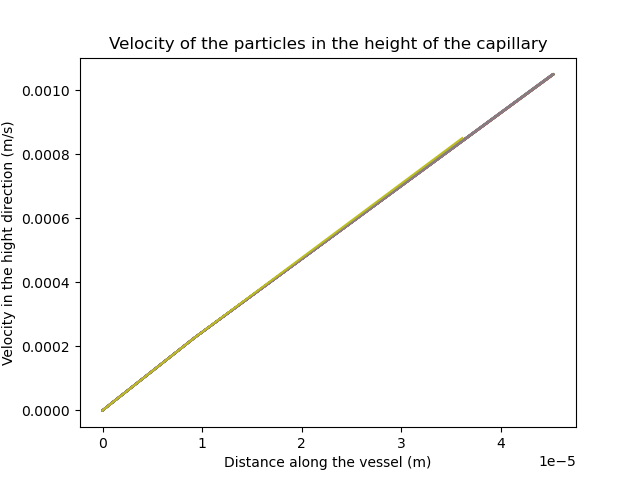 Velocity of the particles in the height of the capillary
0.0010
0.0008
0.0006
0.0004
0.0002
0.0000
Velocity in the hight direction (m/s)
0 1 2 3 4
1e−5
Distance along the vessel (m)